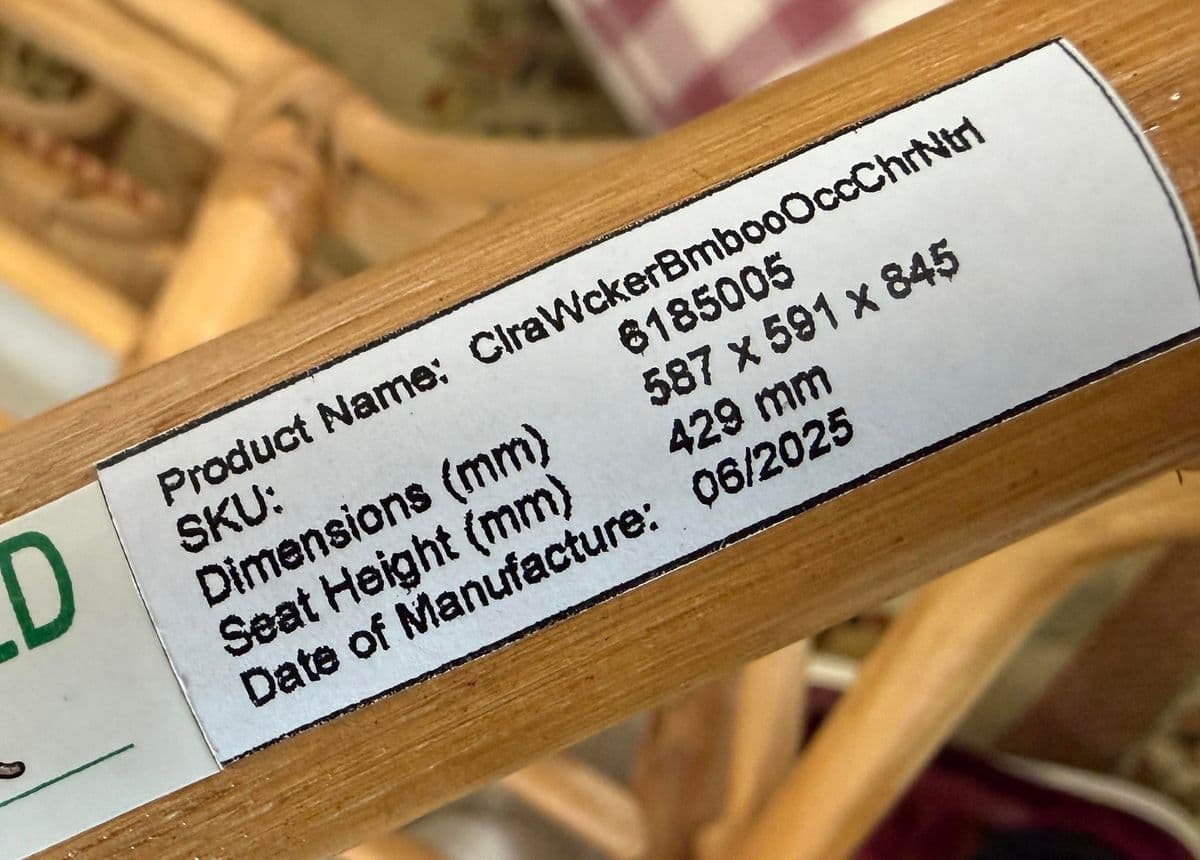 Product Name: ClraWckerBmbooOccChrNtrl
SKU: 6185005
Dimensions (mm) 587 x 591 x 845
Seat Height (mm) 429 mm
Date of Manufacture: 06/2025